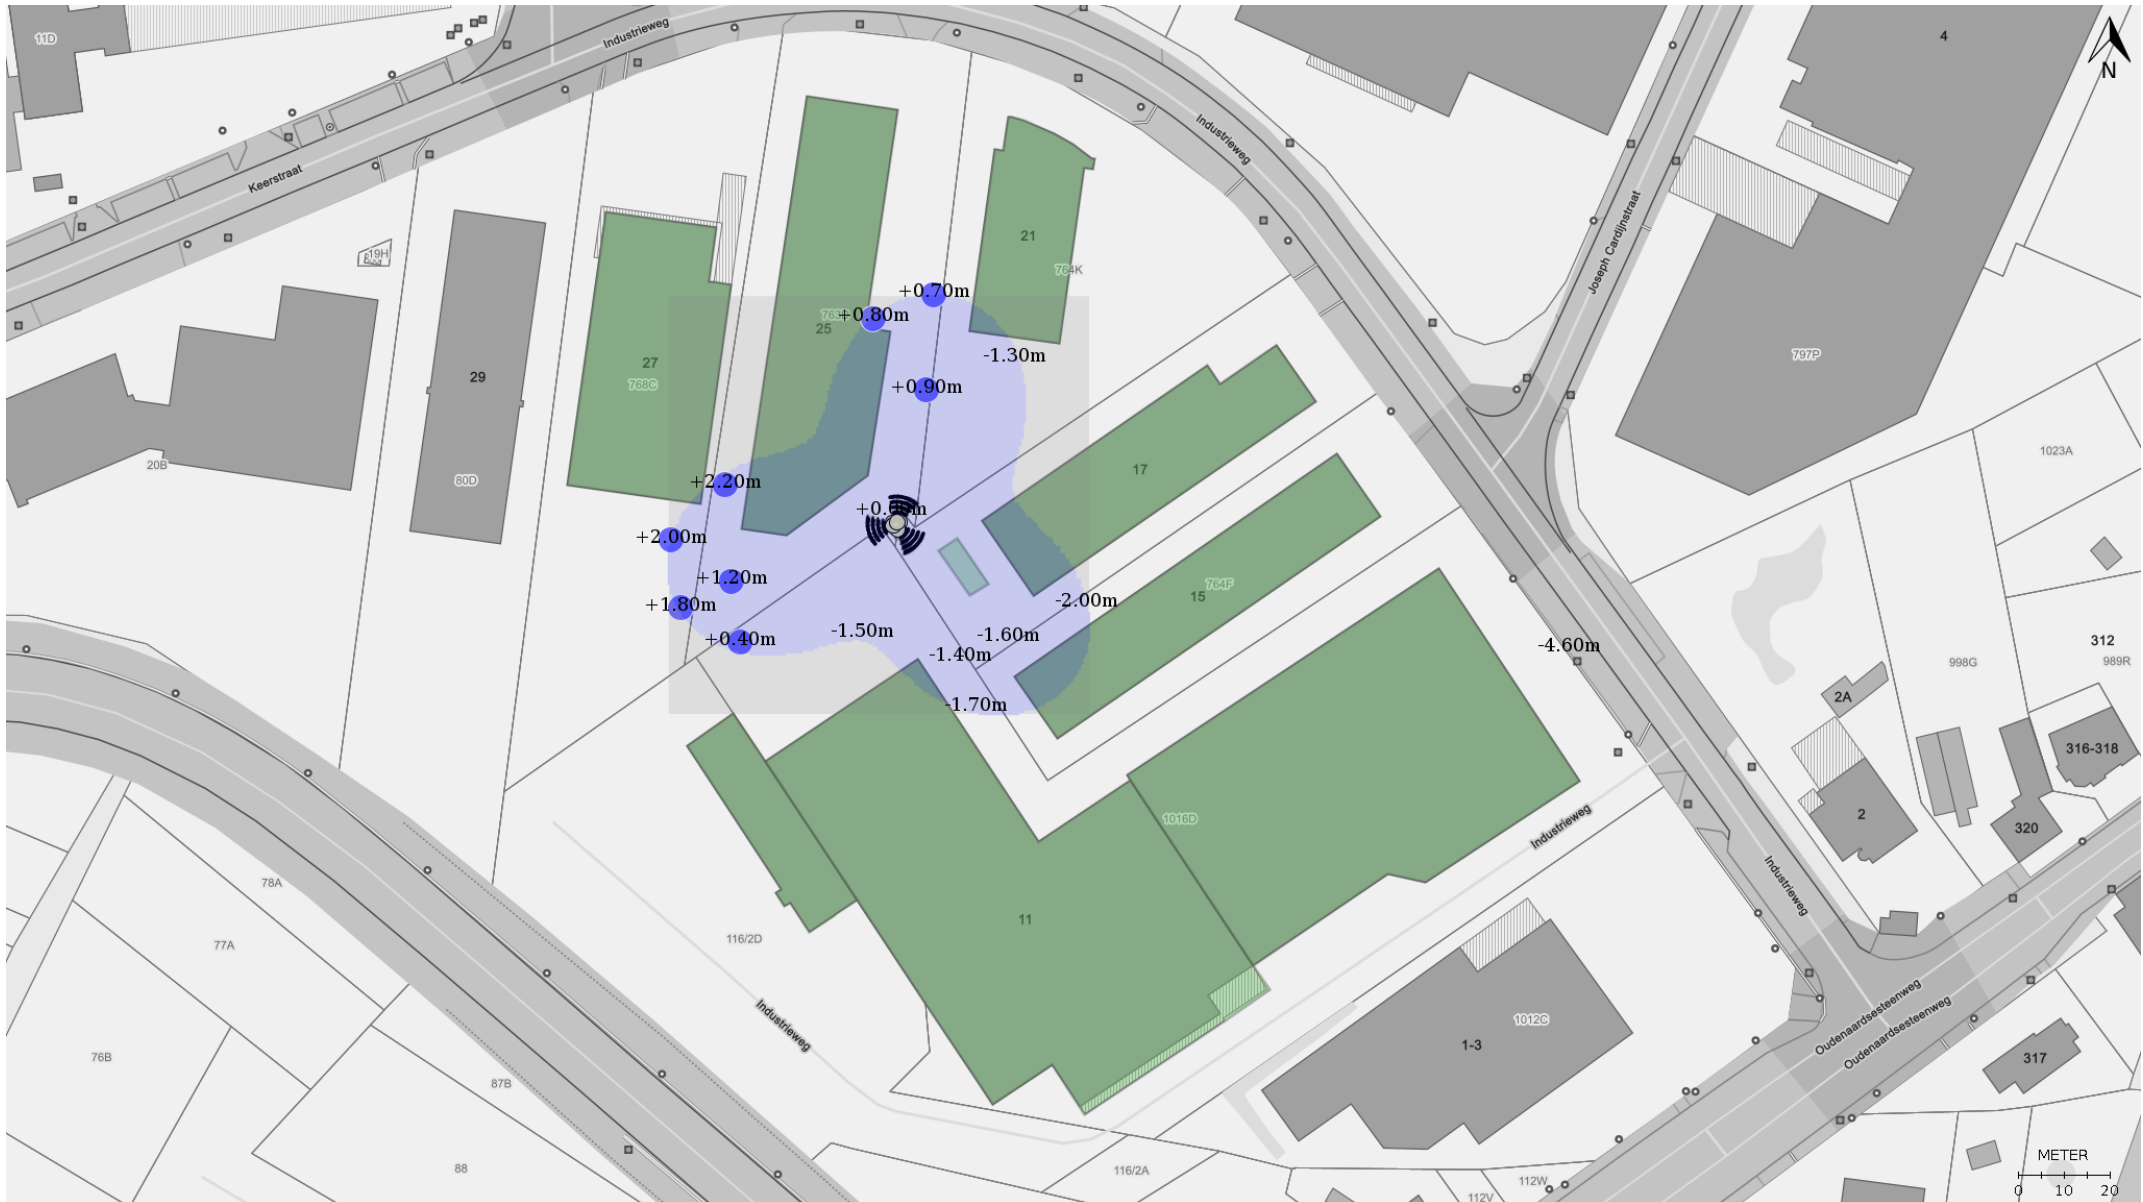 11D
Industrieweg
4
N
Industrieweg
Keerstraat
Joseph Cardijnstraat
19H
21
764K
+0.70m
+0.80m
25
-1.30m
797P
27
768C
29
+0.90m
1023A
20B
80D
17
+2.20m
+2.00m
+1.20m
764F
15
-2.00m
+1.80m
-1.50m
-1.60m
+0.40m
-1.40m
-4.60m
312
998G
989R
2A
-1.70m
316-318
1016D
2
320
Industrieweg
78A
Industrieweg
11
116/2D
77A
Industrieweg
1012C
Oudenaardsesteenweg
Oudenaardsesteenweg
76B
1-3
317
87B
88
116/2A
METER
112W
112V
0 10 20